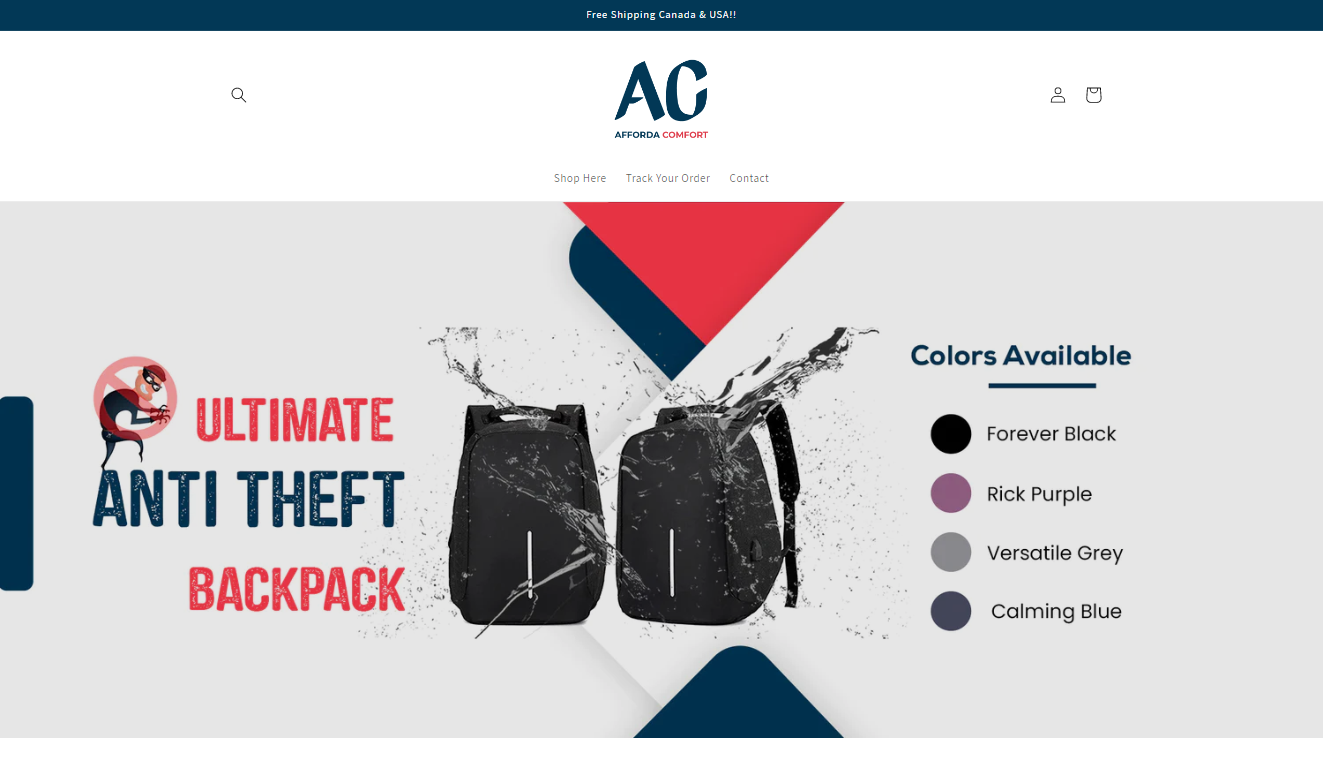 Free Shipping Canada & USA!!
AC
AFFORDA COMFORT
Shop Here Track Your Order Contact
ULTIMATE
ANTI THEFT
BACKPACK
Colors Available
Forever Black
Rick Purple
Versatile Grey
Calming Blue